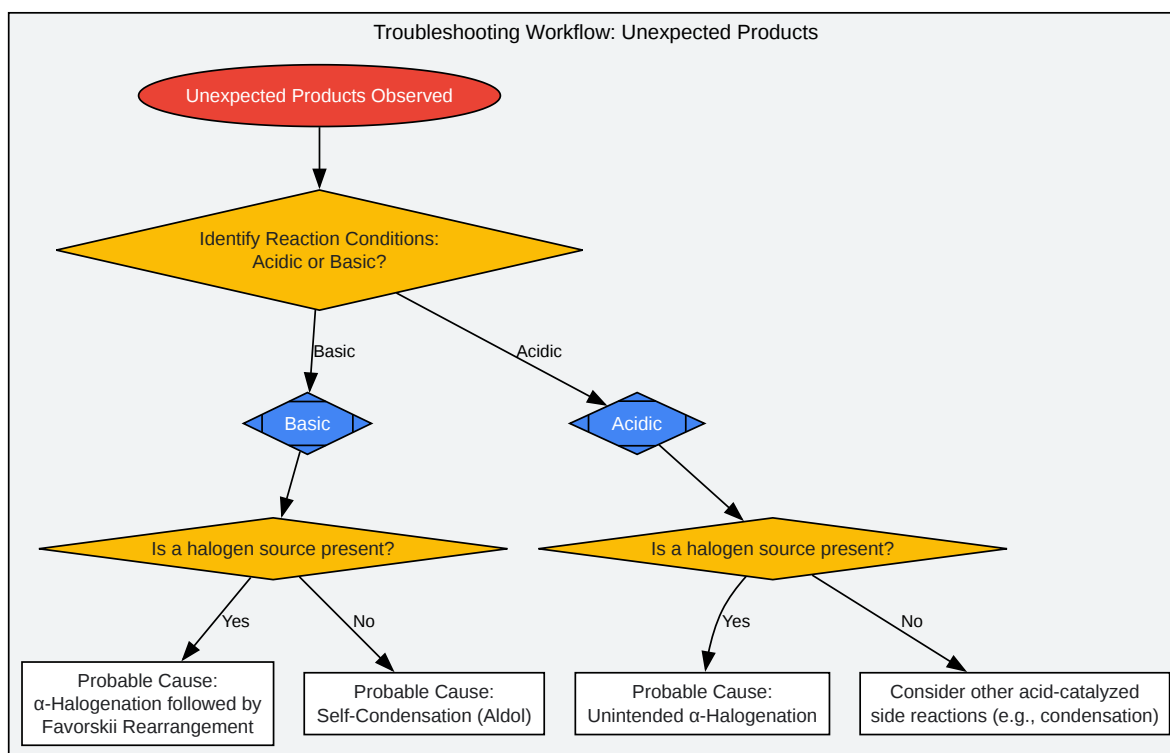 Troubleshooting Workflow: Unexpected Products
Unexpected Products Observed
Identify Reaction Conditions:
Acidic or Basic?
Basic
Acidic
Basic
Acidic
Is a halogen source present?
Is a halogen source present?
Yes
No
Yes
No
Probable Cause:
α-Halogenation followed by
Favorskii Rearrangement
Probable Cause:
Self-Condensation (Aldol)
Probable Cause:
Unintended α-Halogenation
Consider other acid-catalyzed
side reactions (e.g., condensation)